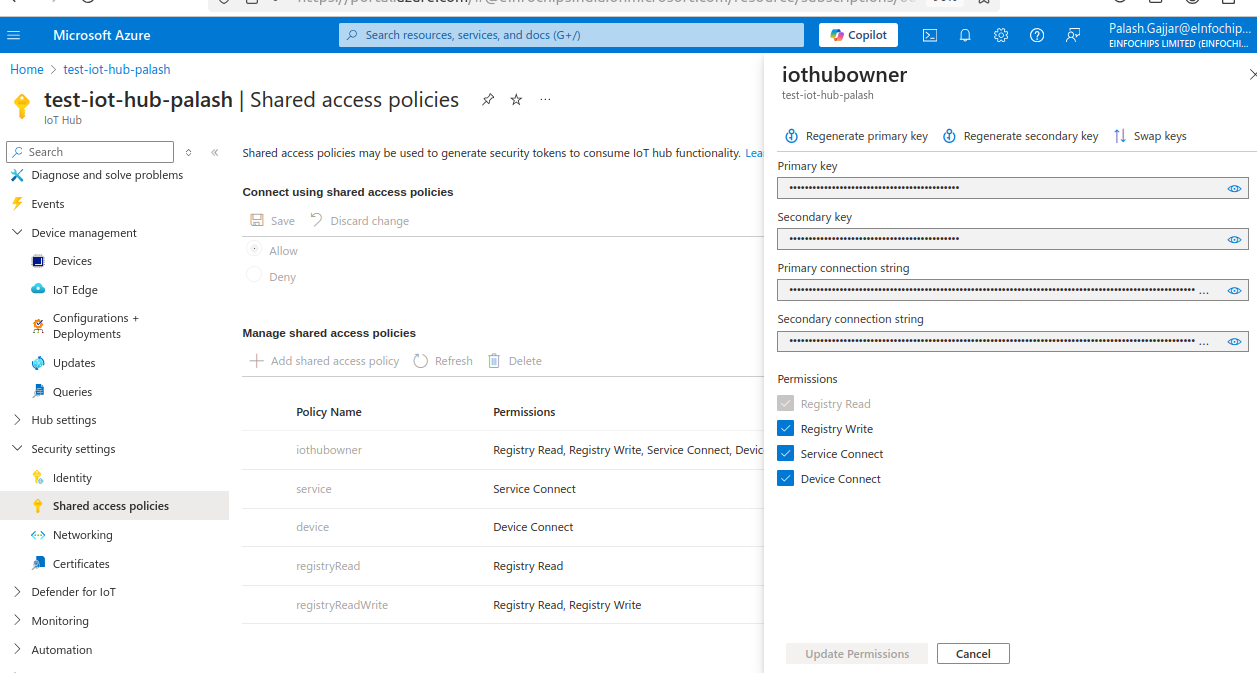 Microsoft Azure
Search resources, services, and docs (G+/)
Copilot
Palash.Gajjar@eInfochip...
EINFOCHIPS LIMITED (EINFOCHI...
Home > test-iot-hub-palash
test-iot-hub-palash | Shared access policies
...
IoT Hub
Search
Diagnose and solve problems
Events
Device management
Devices
IoT Edge
Configurations +
Deployments
Updates
Queries
Hub settings
Security settings
Identity
Shared access policies
Networking
Certificates
Defender for IoT
Monitoring
Automation
Shared access policies may be used to generate security tokens to consume IoT hub functionality. Lea
Connect using shared access policies
Save
Discard change
Allow
Deny
Manage shared access policies
Add shared access policy
Refresh
Delete
Policy Name Permissions
iothubowner Registry Read, Registry Write, Service Connect, Devic
service Service Connect
device Device Connect
registryRead Registry Read
registryReadWrite Registry Read, Registry Write
iothubowner
test-iot-hub-palash
Regenerate primary key
Regenerate secondary key
Swap keys
Primary key
Secondary key
Primary connection string
...
Secondary connection string
...
Permissions
Registry Read
Registry Write
Service Connect
Device Connect
Update Permissions
Cancel